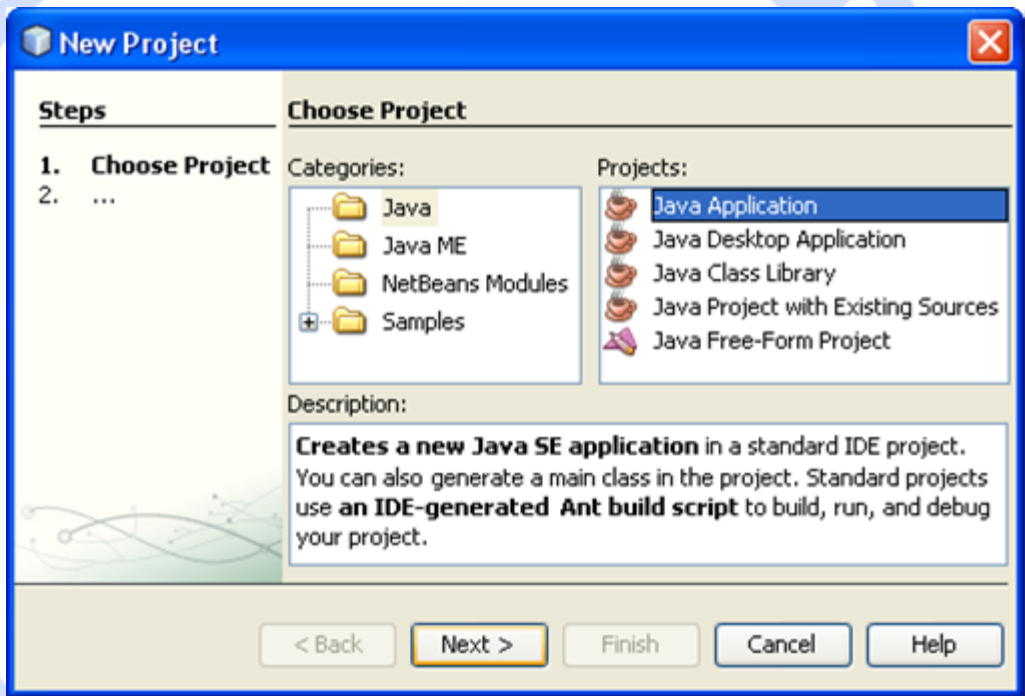 New Project
Steps
1. Choose Project
2. ...
Choose Project
Categories:
Java
Java ME
NetBeans Modules
Samples
Projects:
Java Application
Java Desktop Application
Java Class Library
Java Project with Existing Sources
Java Free-Form Project
Description:
Creates a new Java SE application in a standard IDE project.
You can also generate a main class in the project. Standard projects
use an IDE-generated Ant build script to build, run, and debug
your project.
< Back
Next >
Finish
Cancel
Help